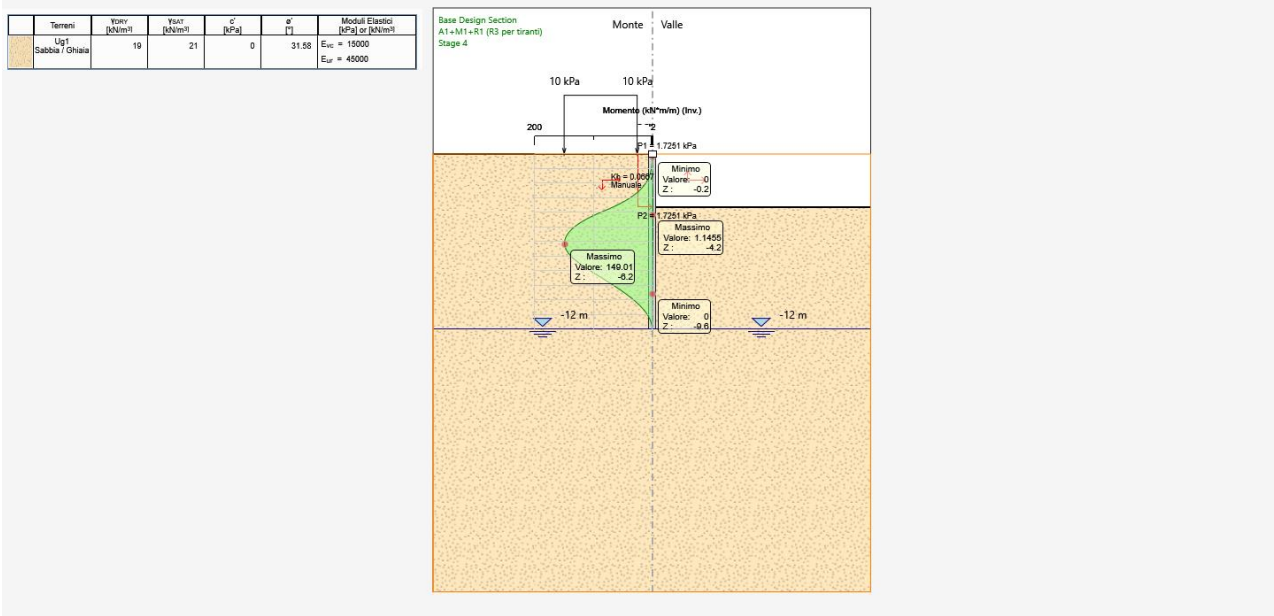 Terreni γDRY γSAT c' ø' Moduli Elastici
[kN/m³] [kN/m³] [kPa] [°] [kPa] or [kN/m³]
Ug1
Sabbia / Ghiaia 19 21 0 31.58 Evc = 15000
Eur = 45000
Base Design Section
A1+M1+R1 (R3 per tiranti)
Stage 4
Monte Valle
10 kPa 10 kPa
Momento (kN*m/m) (Inv.)
200 -2
P1 = 1.7251 kPa
Kh = 0.0667
Manuale
Minimo
Valore: 0
Z : -0.2
P2 = 1.7251 kPa
Massimo
Valore: 1.1455
Z : -4.2
Massimo
Valore: 149.01
Z : -6.2
Minimo
Valore: 0
Z : -9.6
-12 m -12 m